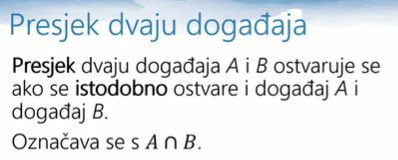 Presjek dvaju događaja
Presjek dvaju događaja A i B ostvaruje se
ako se istodobno ostvare i događaj A i
događaj B.
Označava se s A ∩ B.